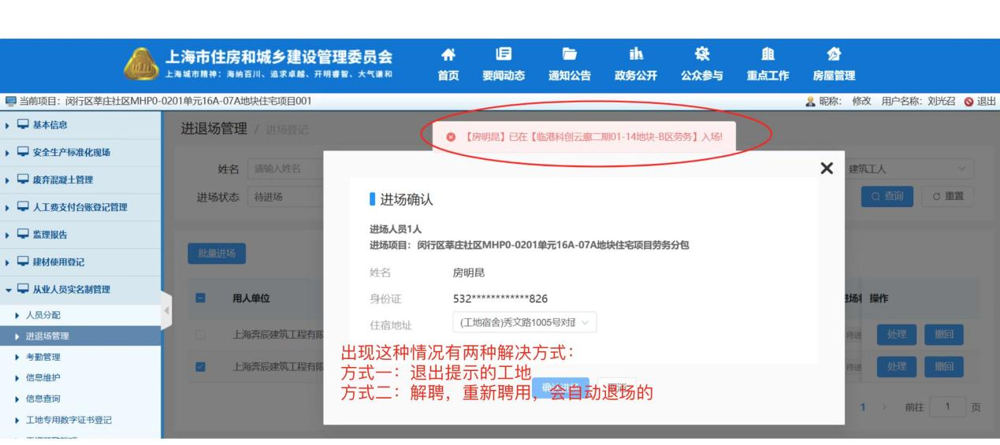 上海市住房和城乡建设管理委员会
上海城市精神：海纳百川、追求卓越、开明睿智、大气谦和
首页 要闻动态 通知公告 政务公开 公众参与 重点工作 房屋管理
当前项目：闵行区莘庄社区MHP0-0201单元16A-07A地块住宅项目001
昵称： 修改 用户名称：刘光召 退出
基本信息
安全生产标准化现场
废弃混凝土管理
人工费支付台账登记管理
监理报告
建材使用登记
从业人员实名制管理
人员分配
进退场管理
考勤管理
信息维护
信息查询
工地专用数字证书登记
进退场管理 / 进场登记
【房明昆】已在【临港科创云廊二期01-14地块-B区劳务】入场!
姓名 请输入姓名 建筑工人
进场状态 待进场 查询 重置
批量进场
用人单位 进场状 操作
上海斊辰建筑工程有限 待进 处理 撤回
上海斊辰建筑工程有限 待进 处理 撤回
1 前往 1 页
进场确认
进场人员1人
进场项目：闵行区莘庄社区MHP0-0201单元16A-07A地块住宅项目劳务分包
姓名 房明昆
身份证 532************826
住宿地址 (工地宿舍)秀文路1005号对面
确认进场 取消
出现这种情况有两种解决方式：
方式一：退出提示的工地
方式二：解聘，重新聘用，会自动退场的